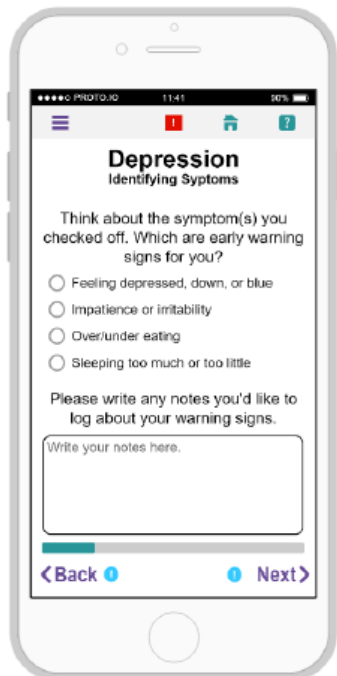 ●●●●○ PROTO.IO 11:41 90%
!
?
Depression
Identifying Syptoms
Think about the symptom(s) you
checked off. Which are early warning
signs for you?
Feeling depressed, down, or blue
Impatience or irritability
Over/under eating
Sleeping too much or too little
Please write any notes you'd like to
log about your warning signs.
Write your notes here.
<Back ! ! Next>